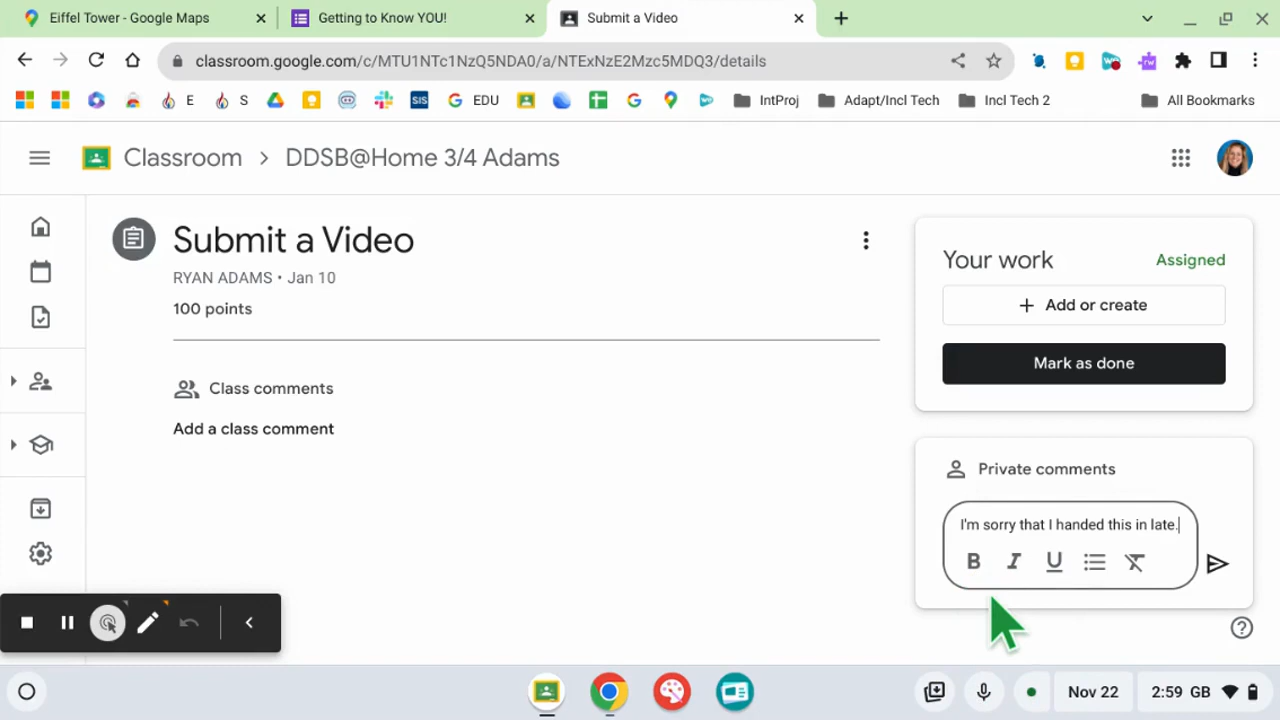 Eiffel Tower - Google Maps
Getting to Know YOU!
Submit a Video
classroom.google.com/c/MTU1NTc1NzQ5NDA0/a/NTExNzE2Mzc5MDQ3/details
E
S
SIS
EDU
IntProj
Adapt/Incl Tech
Incl Tech 2
All Bookmarks
Classroom > DDSB@Home 3/4 Adams
Submit a Video
RYAN ADAMS • Jan 10
100 points
Class comments
Add a class comment
Your work
Assigned
+ Add or create
Mark as done
Private comments
I'm sorry that I handed this in late.
B I U
Nov 22
2:59 GB